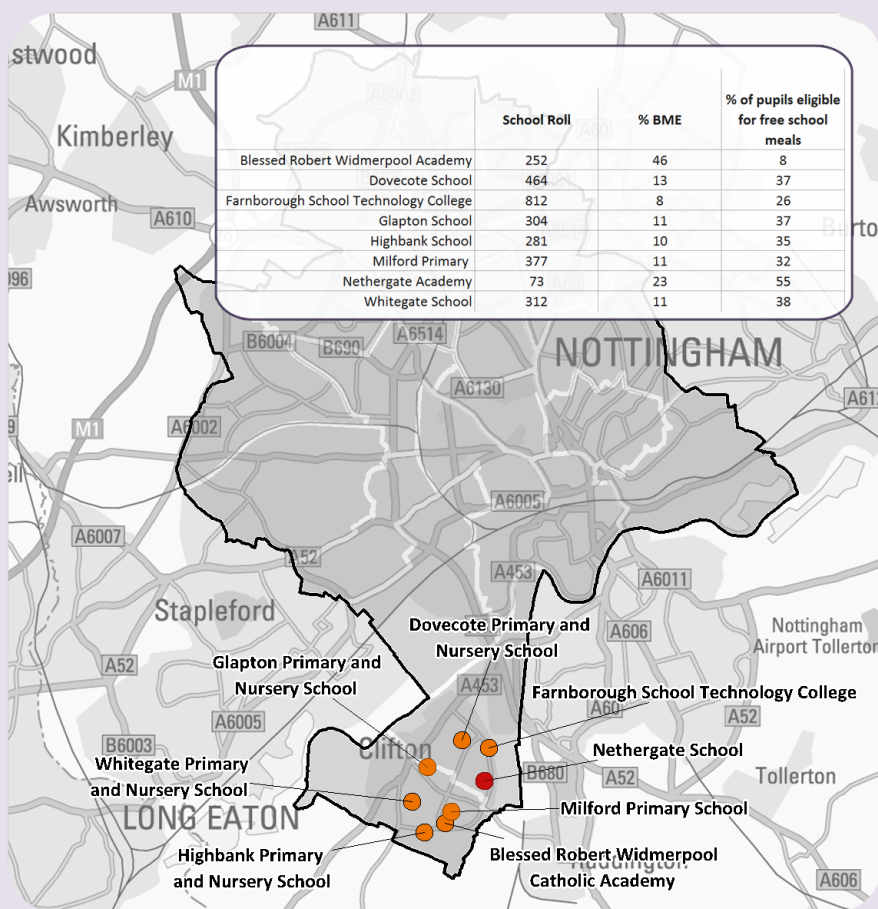 A611
stwood
M1
A6002
A60
School Roll
% BME
% of pupils eligible
for free school
meals
Blessed Robert Widmerpool Academy 252 46 8
Dovecote School 464 13 37
Farnborough School Technology College 812 8 26
Glapton School 304 11 37
Highbank School 281 10 35
Milford Primary 377 11 32
Nethergate Academy 73 23 55
Whitegate School 312 11 38
Kimberley
Awsworth
A610
Burto
096
A60
B6004
B690
A6514
NOTTINGHAM
A6130
A612
M1
A6002
9
ell
A6005
A6007
A52
A453
A6011
Stapleford
Dovecote Primary and
Nursery School
A606
Nottingham
Airport Tollerton
A52
Glapton Primary and
Nursery School
A453
Farnborough School Technology College
A6005
A60
A52
B6003
Clifton
Nethergate School
Whitegate Primary
and Nursery School
B680
A52
Tollerton
LONG EATON
Milford Primary School
Highbank Primary
and Nursery School
Blessed Robert Widmerpool
Catholic Academy
A606